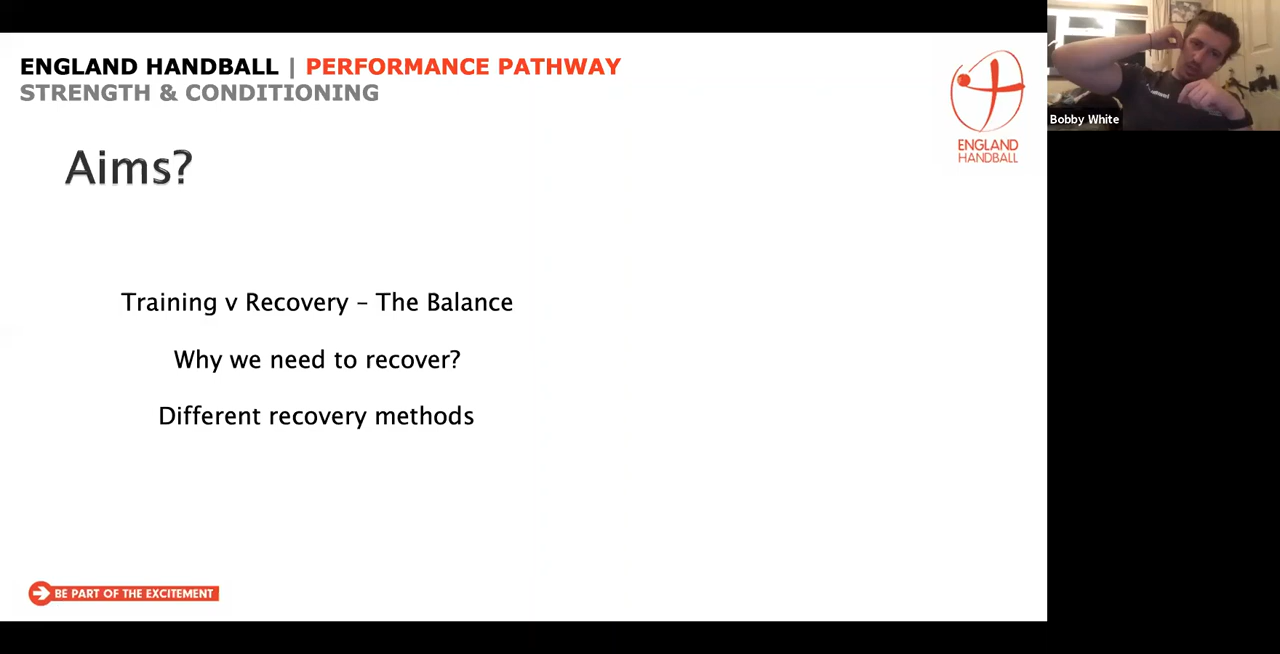 ENGLAND HANDBALL | PERFORMANCE PATHWAY
STRENGTH & CONDITIONING
Aims?
Training v Recovery – The Balance
Why we need to recover?
Different recovery methods
BE PART OF THE EXCITEMENT
ENGLAND
HANDBALL
Bobby White